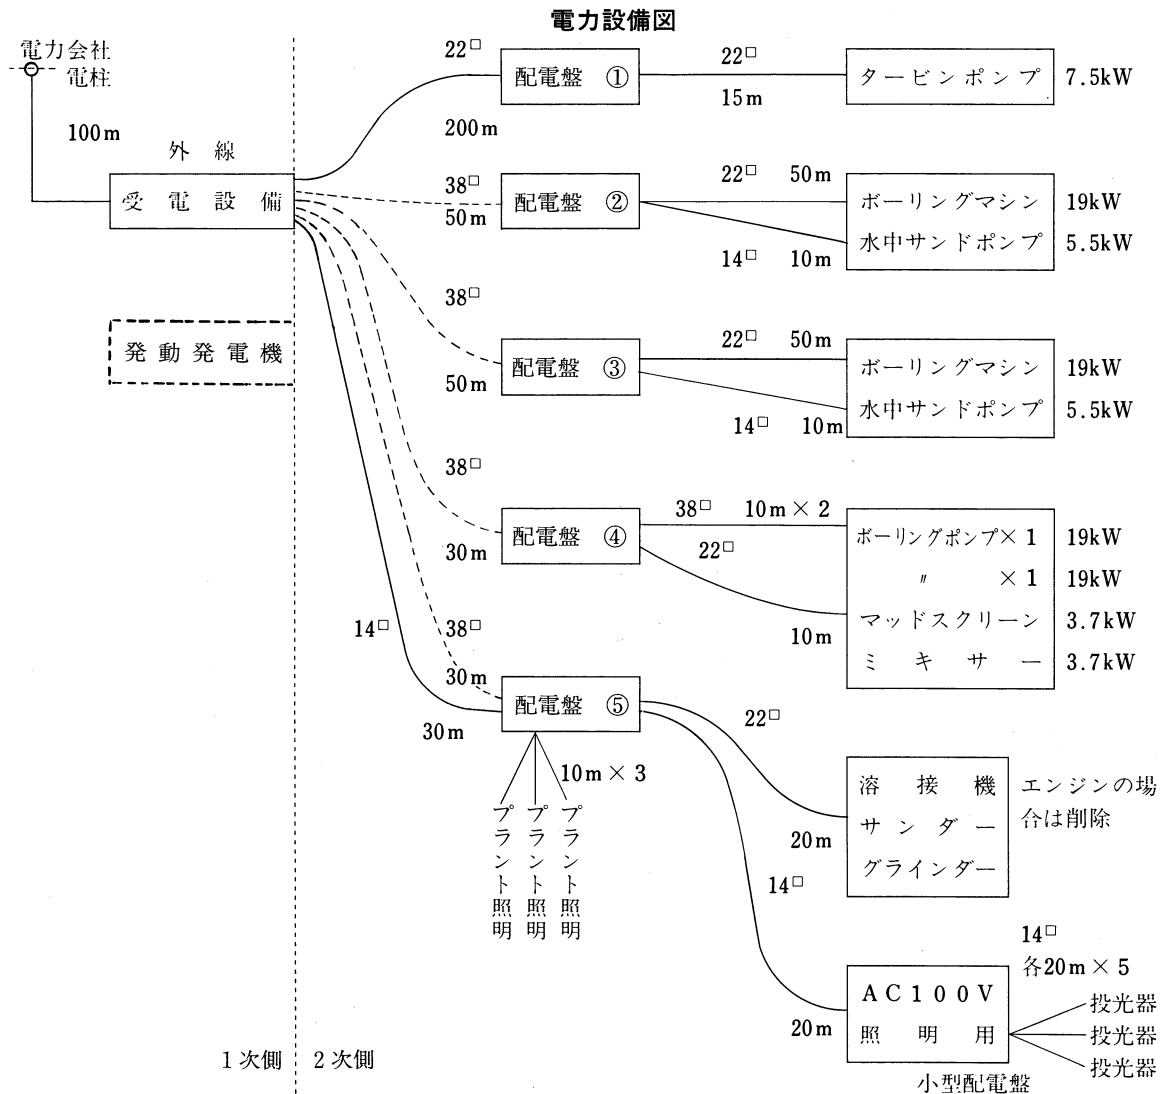 電力設備図
電力会社
電柱
100m
外線
受電設備
発動発電機
22□
200m
配電盤 ①
22□
15m
タービンポンプ 7.5kW
38□
50m
配電盤 ②
22□ 50m
14□ 10m
ボーリングマシン 19kW
水中サンドポンプ 5.5kW
38□
50m
配電盤 ③
22□ 50m
14□ 10m
ボーリングマシン 19kW
水中サンドポンプ 5.5kW
38□
30m
配電盤 ④
38□ 10m×2
22□
10m
ボーリングポンプ×1 19kW
〃 ×1 19kW
マッドスクリーン 3.7kW
ミキサー 3.7kW
14□
38□
30m
30m
配電盤 ⑤
10m×3
プラント照明
プラント照明
プラント照明
22□
20m
溶接機
サンダー
グラインダー
エンジンの場
合は削除
14□
20m
AC100V
照明用
小型配電盤
14□
各20m×5
投光器
投光器
投光器
1次側
2次側